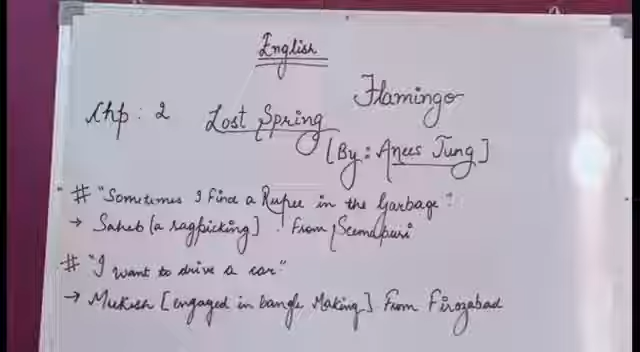 English
Flamingo
Chp : 2 Lost Spring
[By : Anees Jung]
# "Sometimes I find a Rupee in the Garbage"
→ Saheb [a ragpicking] . From Seemapuri
# "I want to drive a car"
→ Mukesh [engaged in bangle Making] From Firozabad